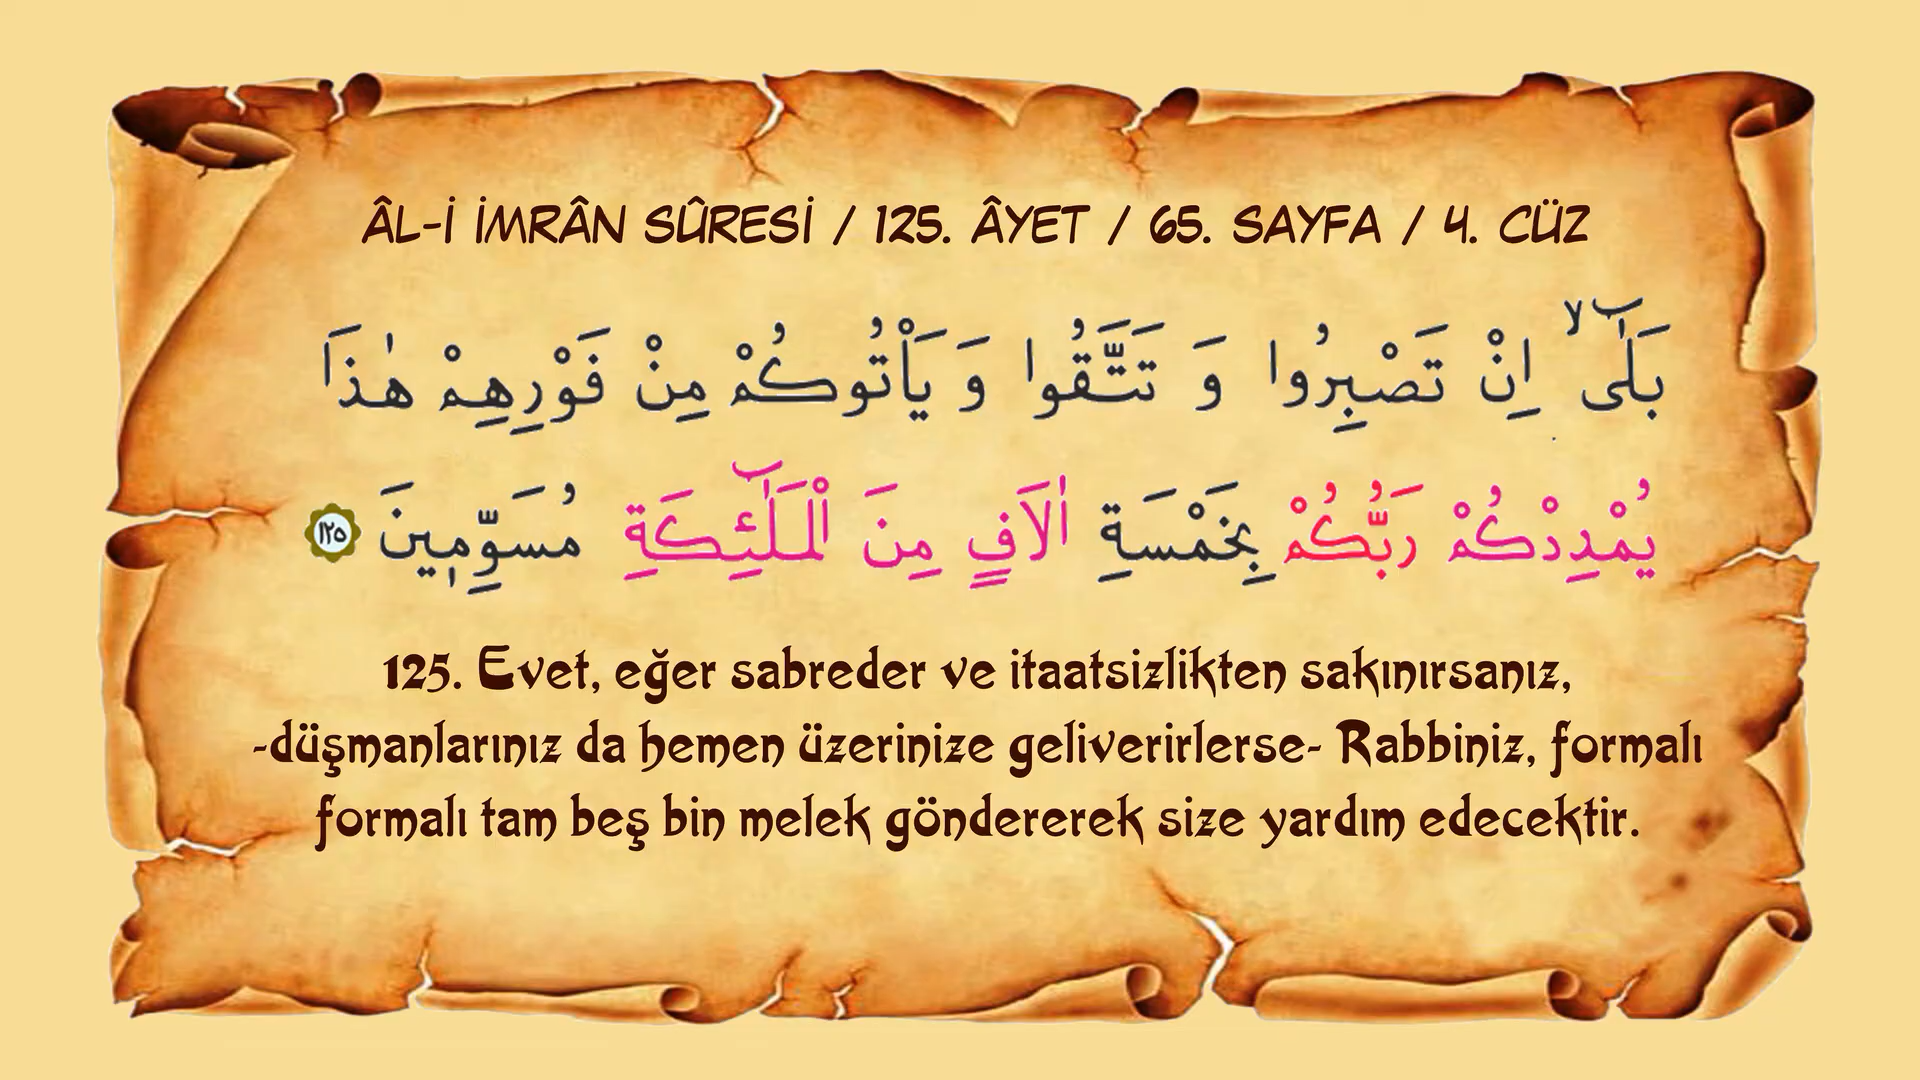 ÂL-İ İMRÂN SÛRESİ / 125. ÂYET / 65. SAYFA / 4. CÜZ
بَلٰٓىۙ اِنْ تَصْبِرُوا وَ تَتَّقُوا وَ يَأْتُوكُمْ مِنْ فَوْرِهِمْ هٰذَا
يُمْدِدْكُمْ رَبُّكُمْ بِخَمْسَةِ اٰلَافٍ مِنَ الْمَلٰٓئِكَةِ مُسَوِّمٖينَ ١٢٥
125. Evet, eğer sabreder ve itaatsizlikten sakınırsanız,
-düşmanlarınız da hemen üzerinize geliverirlerse- Rabbiniz, formalı
formalı tam beş bin melek göndererek size yardım edecektir.